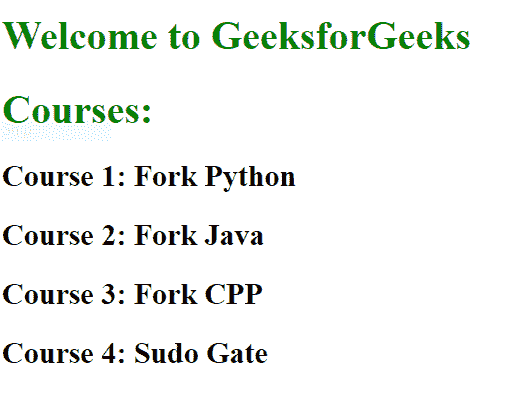 Welcome to GeeksforGeeks
Courses:
Course 1: Fork Python
Course 2: Fork Java
Course 3: Fork CPP
Course 4: Sudo Gate